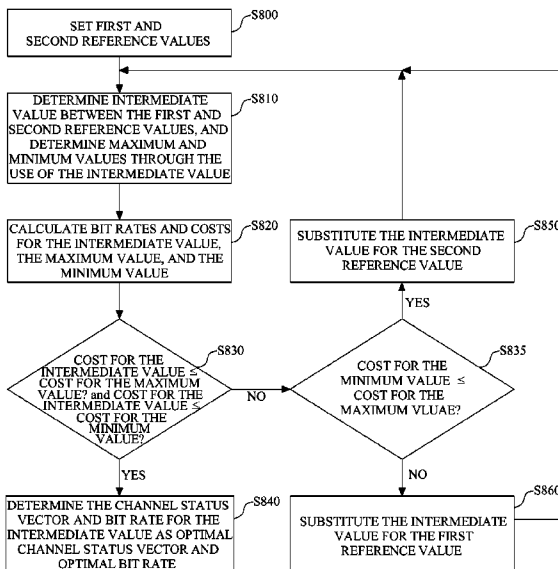 S800
SET FIRST AND
SECOND REFERENCE VALUES
S810
DETERMINE INTERMEDIATE
VALUE BETWEEN THE FIRST AND
SECOND REFERENCE VALUES, AND
DETERMINE MAXIMUM AND
MINIMUM VALUES THROUGH THE
USE OF THE INTERMEDIATE VALUE
S820
CALCULATE BIT RATES AND COSTS
FOR THE INTERMEDIATE VALUE,
THE MAXIMUM VALUE, AND THE
MINIMUM VALUE
S850
SUBSTITUTE THE INTERMEDIATE
VALUE FOR THE SECOND
REFERENCE VALUE
YES
S830
COST FOR THE
INTERMEDIATE VALUE ≤
COST FOR THE MAXIMUM
VALUE? and COST FOR THE
INTERMEDIATE VALUE ≤
COST FOR THE
MINIMUM
VALUE?
NO
S835
COST FOR THE
MINIMUM VALUE ≤
COST FOR THE
MAXIMUM VLUAE?
YES
NO
S840
DETERMINE THE CHANNEL STATUS
VECTOR AND BIT RATE FOR THE
INTERMEDIATE VALUE AS OPTIMAL
CHANNEL STATUS VECTOR AND
OPTIMAL BIT RATE
S860
SUBSTITUTE THE INTERMEDIATE
VALUE FOR THE FIRST
REFERENCE VALUE